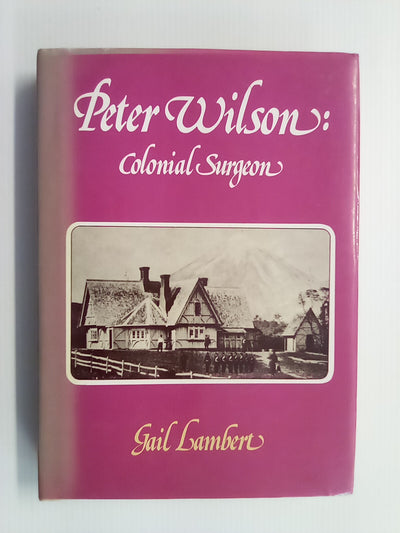 Peter Wilson:
Colonial Surgeon
Gail Lambert